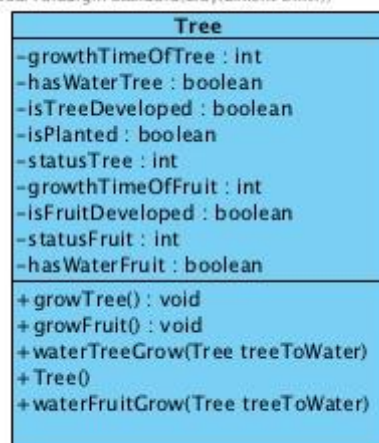 Tree
-growthTimeOfTree : int
-hasWaterTree : boolean
-isTreeDeveloped : boolean
-isPlanted : boolean
-statusTree : int
-growthTimeOfFruit : int
-isFruitDeveloped : boolean
-statusFruit : int
-hasWaterFruit : boolean
+growTree() : void
+growFruit() : void
+waterTreeGrow(Tree treeToWater)
+Tree()
+waterFruitGrow(Tree treeToWater)